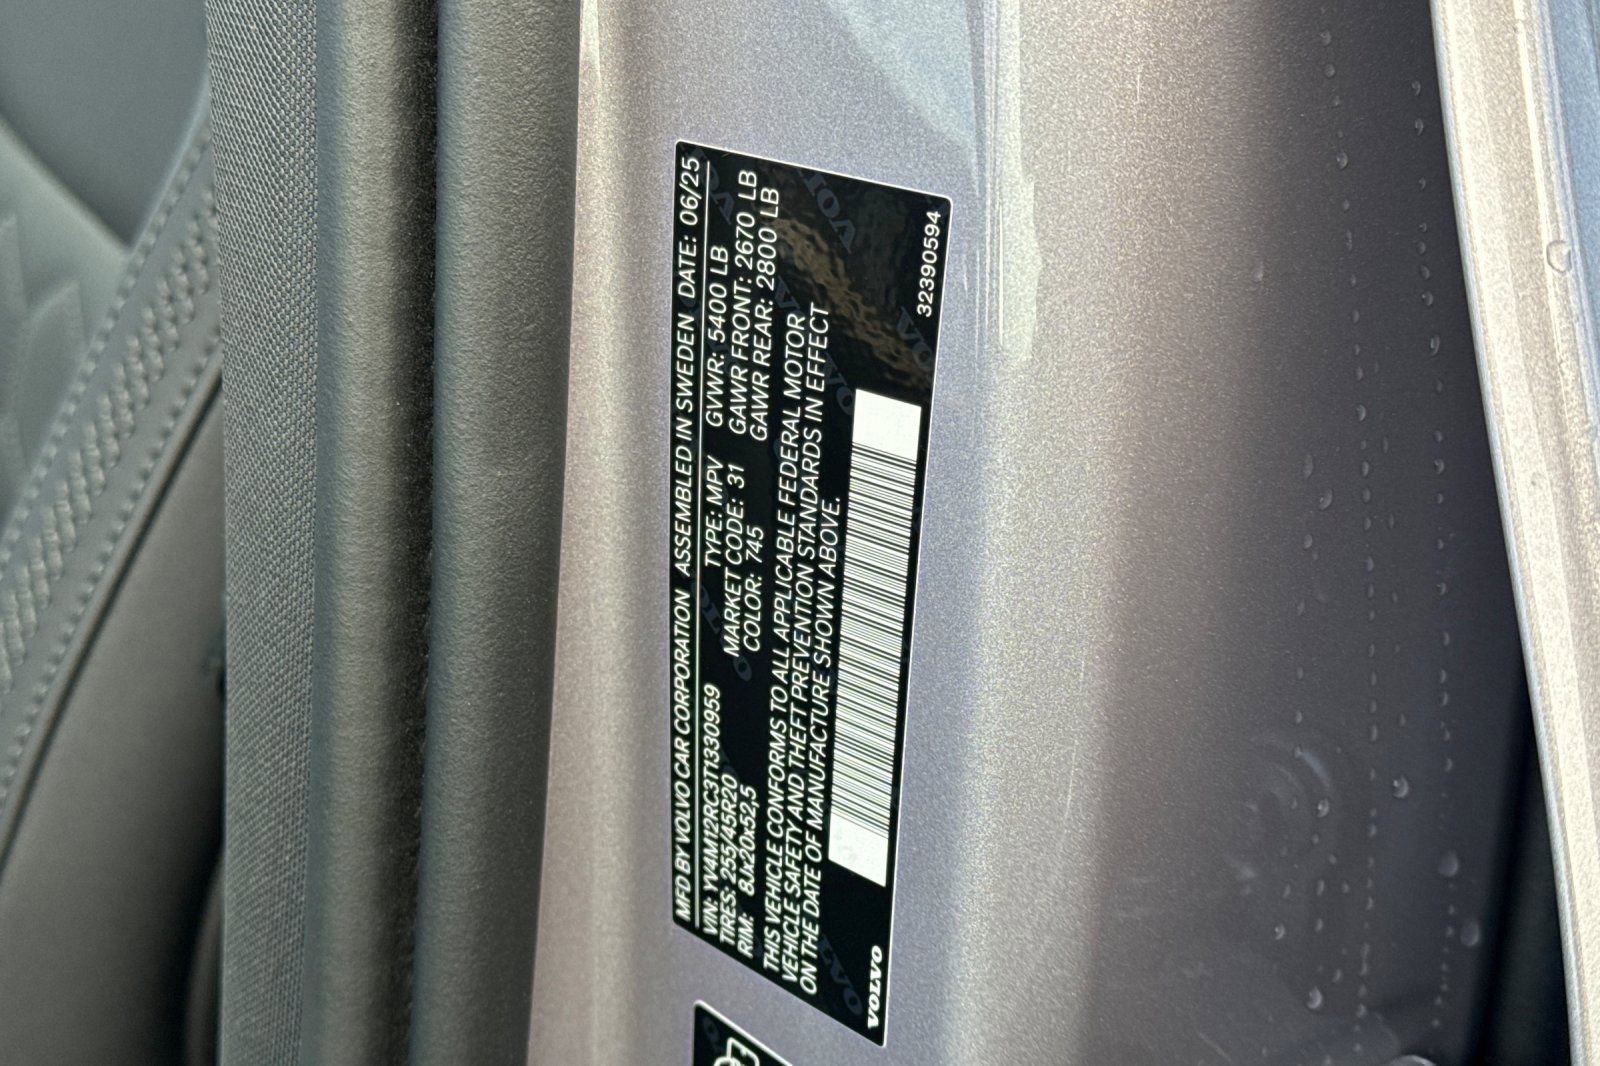 MFD BY VOLVO CAR CORPORATION ASSEMBLED IN SWEDEN DATE: 06/25
VIN: YV4M12RC3T1330959 TYPE: MPV GVWR: 5400 LB
TIRES: 255/45R20 MARKET CODE: 31 GAWR FRONT: 2670 LB
RIM: 8Jx20x52,5 COLOR: 745 GAWR REAR: 2800 LB
THIS VEHICLE CONFORMS TO ALL APPLICABLE FEDERAL MOTOR
VEHICLE SAFETY AND THEFT PREVENTION STANDARDS IN EFFECT
ON THE DATE OF MANUFACTURE SHOWN ABOVE.
VOLVO 32390594